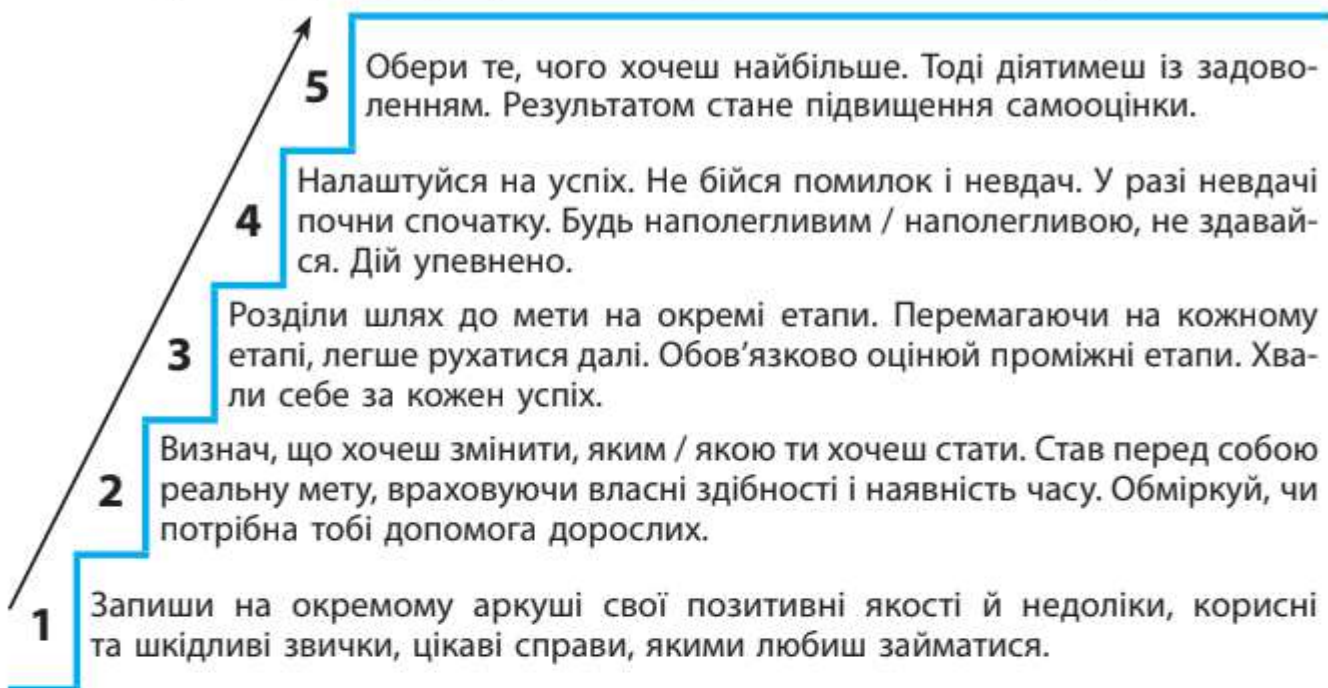 5
Обери те, чого хочеш найбільше. Тоді діятимеш із задово-
ленням. Результатом стане підвищення самооцінки.
4
Налаштуйся на успіх. Не бійся помилок і невдач. У разі невдачі
почни спочатку. Будь наполегливим / наполегливою, не здавай-
ся. Дій упевнено.
3
Розділи шлях до мети на окремі етапи. Перемагаючи на кожному
етапі, легше рухатися далі. Обов’язково оцінюй проміжні етапи. Хва-
ли себе за кожен успіх.
2
Визнач, що хочеш змінити, яким / якою ти хочеш стати. Став перед собою
реальну мету, враховуючи власні здібності і наявність часу. Обміркуй, чи
потрібна тобі допомога дорослих.
1
Запиши на окремому аркуші свої позитивні якості й недоліки, корисні
та шкідливі звички, цікаві справи, якими любиш займатися.